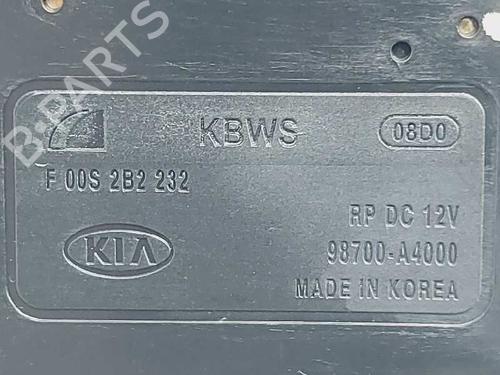 KBWS 08D0
F 00S 2B2 232
RP DC 12V
KIA 98700-A4000
MADE IN KOREA
B-PARTS